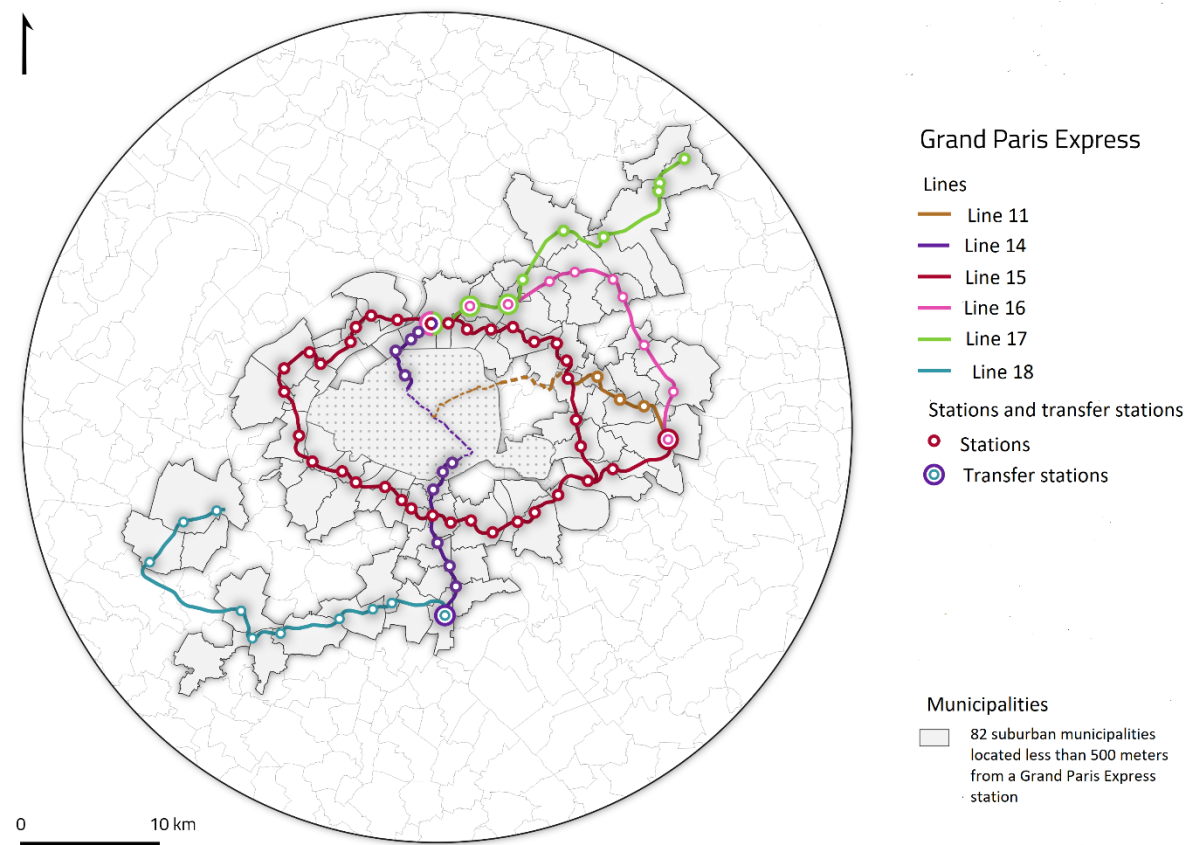 Grand Paris Express
Lines
Line 11
Line 14
Line 15
Line 16
Line 17
Line 18
Stations and transfer stations
Stations
Transfer stations
Municipalities
82 suburban municipalities
located less than 500 meters
from a Grand Paris Express
station
0 10 km